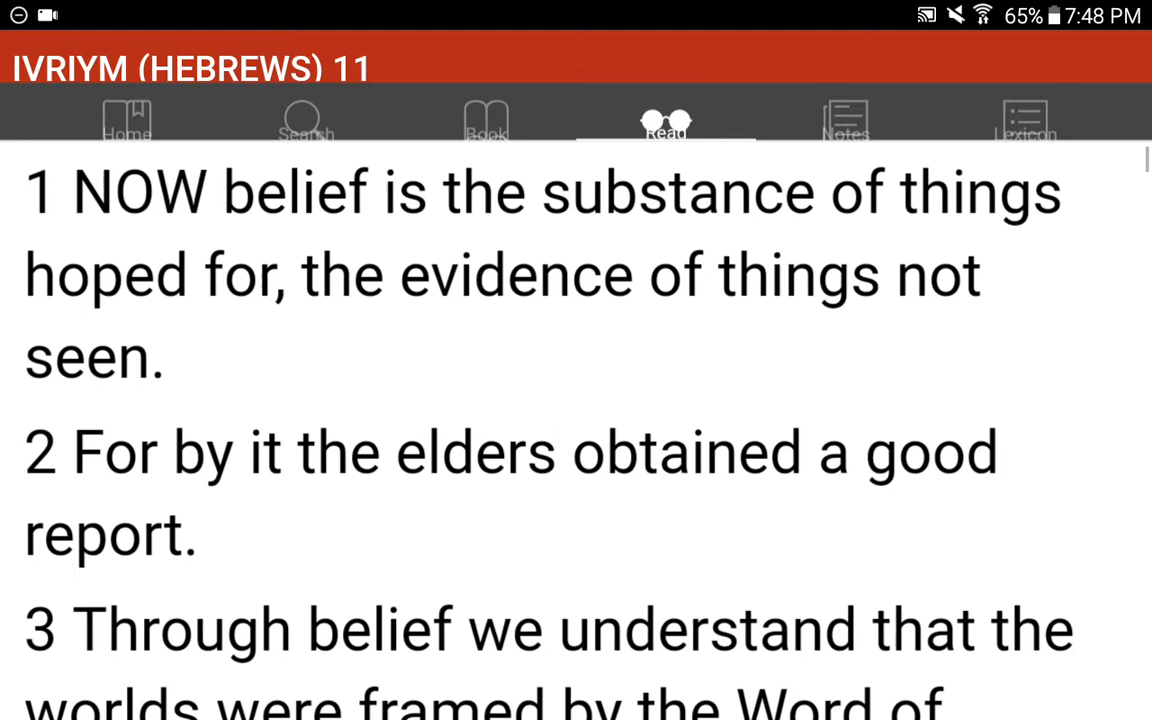 65% 7:48 PM
IVRIYM (HEBREWS) 11
Home Search Book Read Notes Lexicon
1 NOW belief is the substance of things
hoped for, the evidence of things not
seen.
2 For by it the elders obtained a good
report.
3 Through belief we understand that the
worlds were framed by the Word of